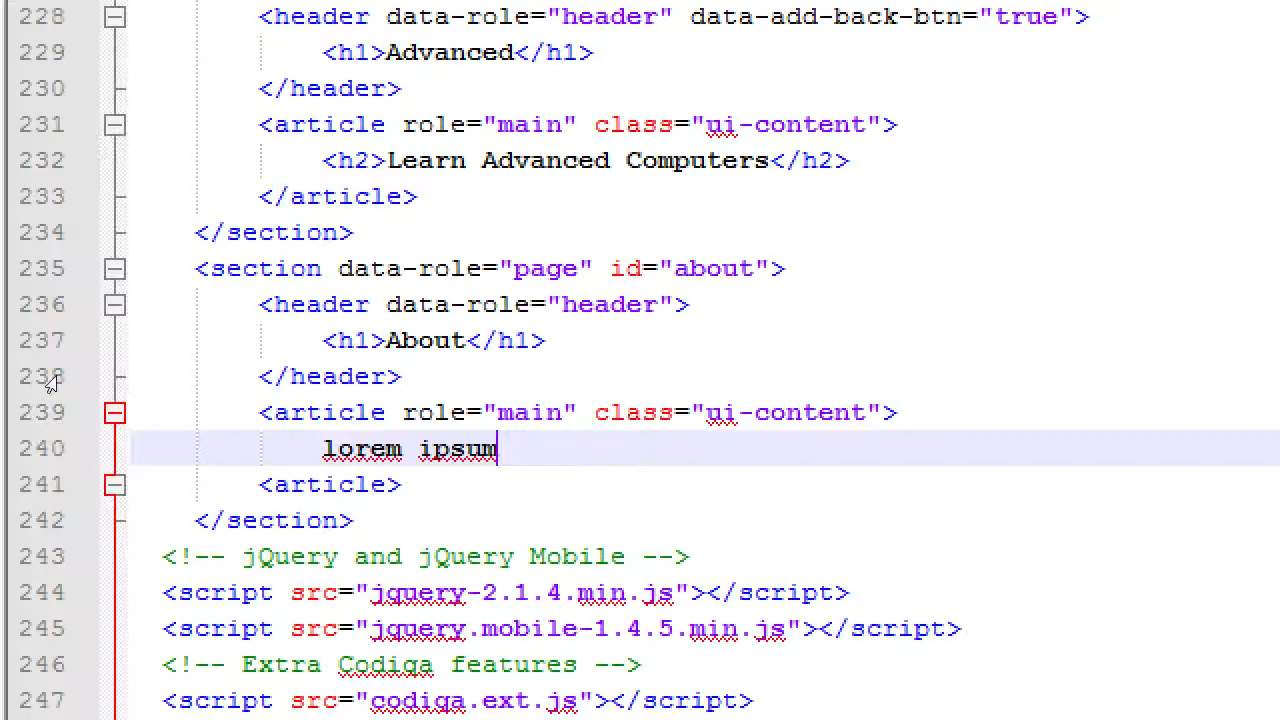 228 <header data-role="header" data-add-back-btn="true">
229 <h1>Advanced</h1>
230 </header>
231 <article role="main" class="ui-content">
232 <h2>Learn Advanced Computers</h2>
233 </article>
234 </section>
235 <section data-role="page" id="about">
236 <header data-role="header">
237 <h1>About</h1>
238 </header>
239 <article role="main" class="ui-content">
240 lorem ipsum
241 <article>
242 </section>
243 <!-- jQuery and jQuery Mobile -->
244 <script src="jquery-2.1.4.min.js"></script>
245 <script src="jquery.mobile-1.4.5.min.js"></script>
246 <!-- Extra Codiqa features -->
247 <script src="codiqa.ext.js"></script>